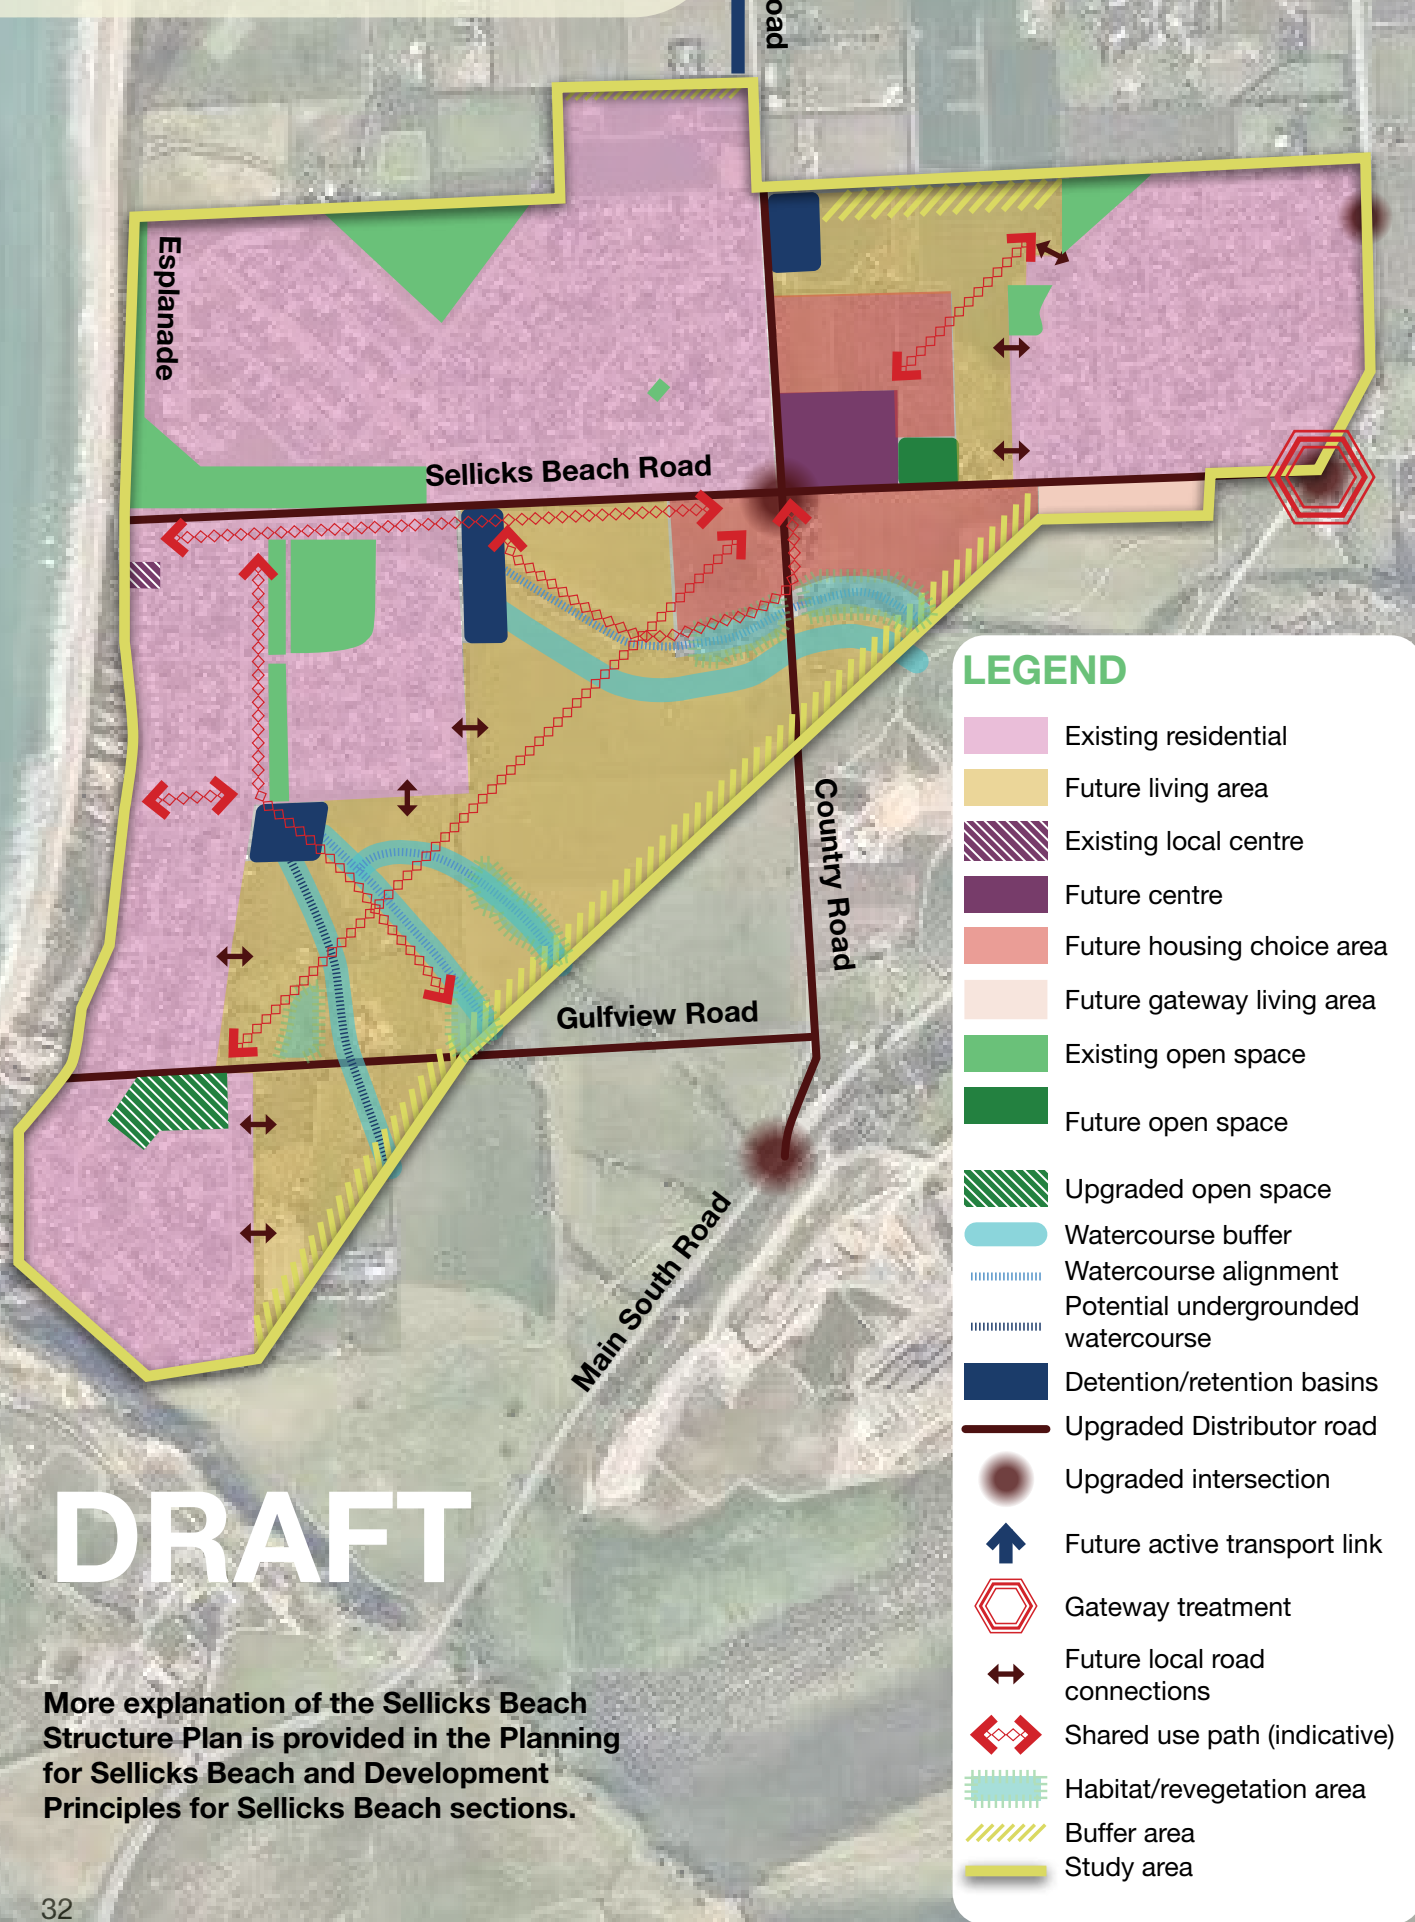 oad
Esplanade
Sellicks Beach Road
Country Road
Gulfview Road
Main South Road
LEGEND
Existing residential
Future living area
Existing local centre
Future centre
Future housing choice area
Future gateway living area
Existing open space
Future open space
Upgraded open space
Watercourse buffer
Watercourse alignment
Potential undergrounded
watercourse
Detention/retention basins
Upgraded Distributor road
Upgraded intersection
Future active transport link
Gateway treatment
Future local road
connections
Shared use path (indicative)
Habitat/revegetation area
Buffer area
Study area
DRAFT
More explanation of the Sellicks Beach
Structure Plan is provided in the Planning
for Sellicks Beach and Development
Principles for Sellicks Beach sections.
32